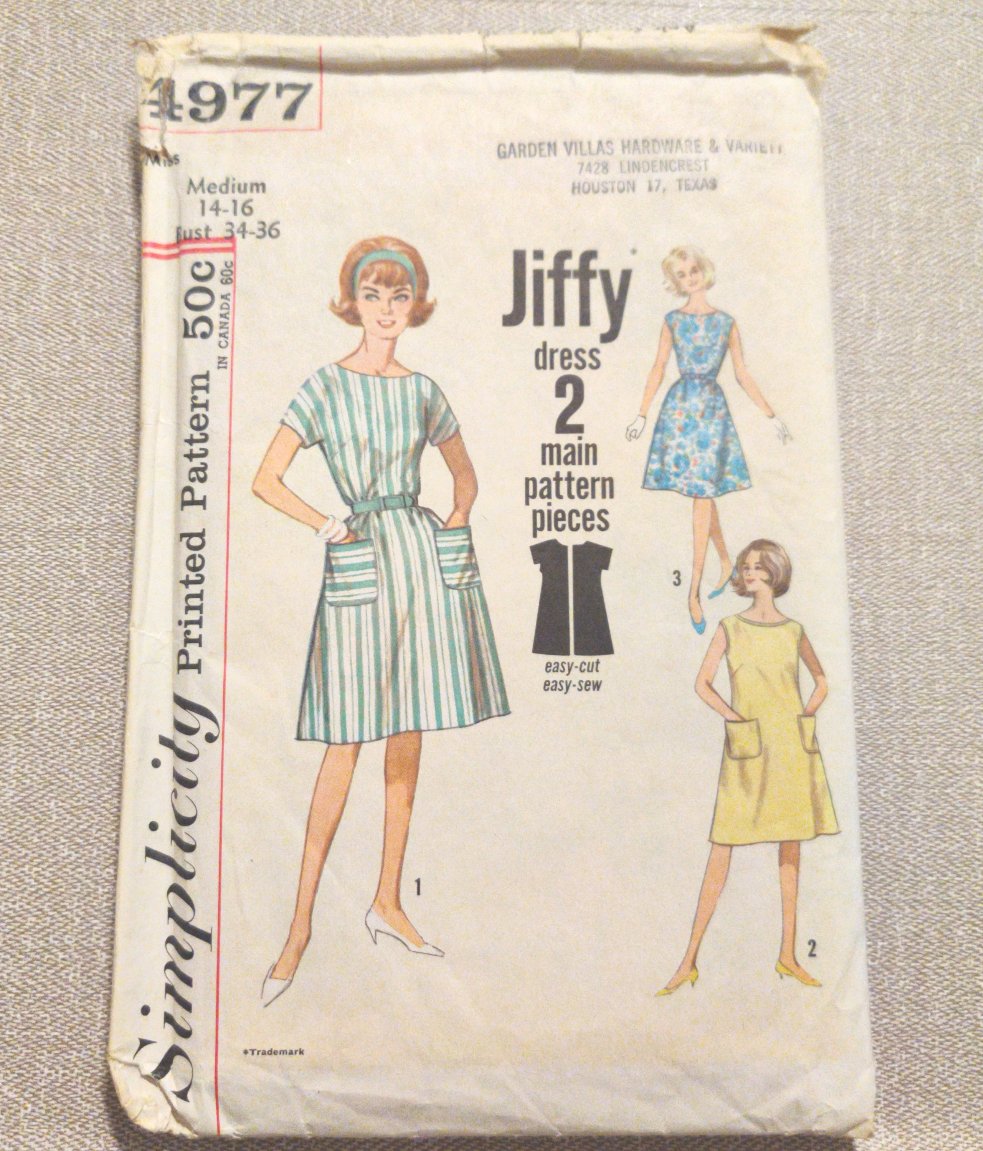 4977
Miss
Medium
14-16
Bust 34-36
Simplicity Printed Pattern 50c
IN CANADA 60c
GARDEN VILLAS HARDWARE & VARIETY
7428 LINDENCREST
HOUSTON 17, TEXAS
Jiffy*
dress
2
main
pattern
pieces
easy-cut
easy-sew
3
1
2
*Trademark